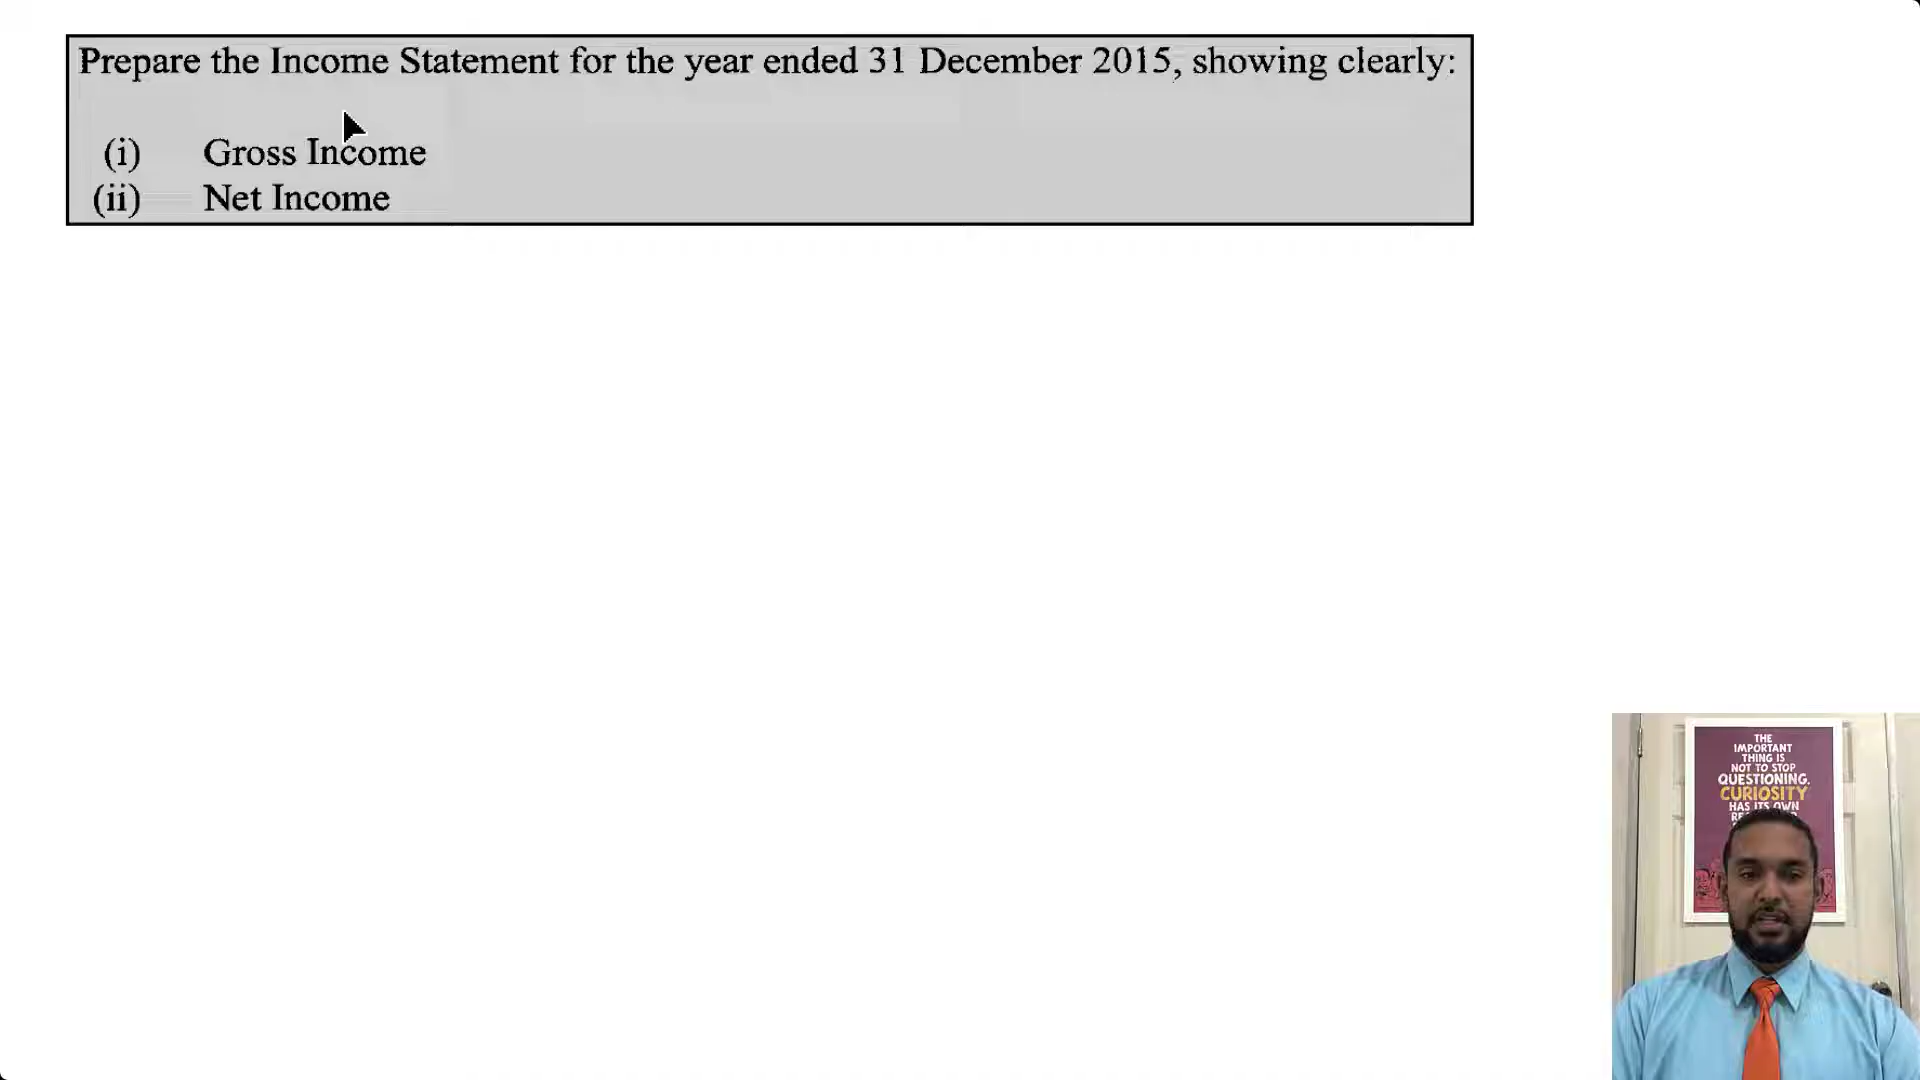 Prepare the Income Statement for the year ended 31 December 2015, showing clearly:
(i) Gross Income
(ii) Net Income
THE
IMPORTANT
THING IS
NOT TO STOP
QUESTIONING.
CURIOSITY
HAS ITS OWN